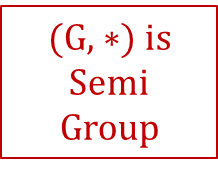 (G, ∗) is
Semi
Group